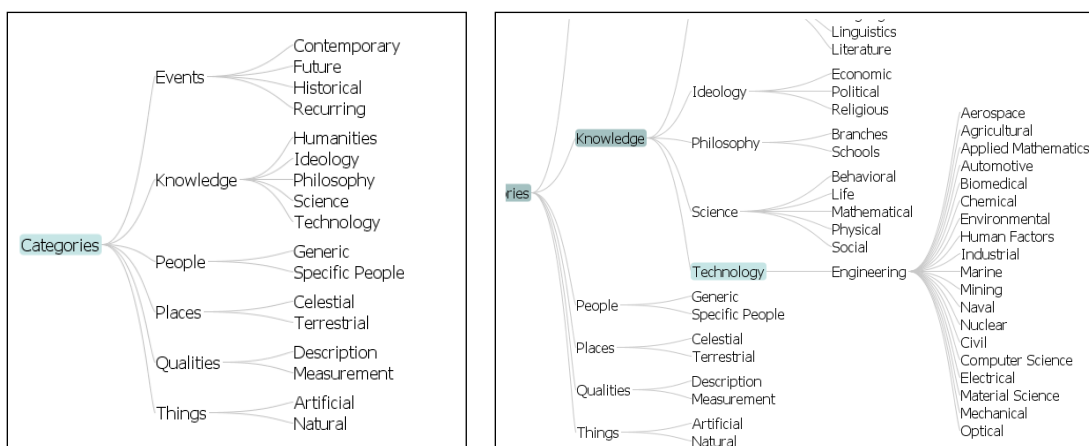 Categories
Events
Contemporary
Future
Historical
Recurring
Knowledge
Humanities
Ideology
Philosophy
Science
Technology
People
Generic
Specific People
Places
Celestial
Terrestrial
Qualities
Description
Measurement
Things
Artificial
Natural
ries
Knowledge
Linguistics
Literature
Ideology
Economic
Political
Religious
Philosophy
Branches
Schools
Science
Behavioral
Life
Mathematical
Physical
Social
Technology
Engineering
Aerospace
Agricultural
Applied Mathematics
Automotive
Biomedical
Chemical
Environmental
Human Factors
Industrial
Marine
Mining
Naval
Nuclear
Civil
Computer Science
Electrical
Material Science
Mechanical
Optical
People
Generic
Specific People
Places
Celestial
Terrestrial
Qualities
Description
Measurement
Things
Artificial
Natural